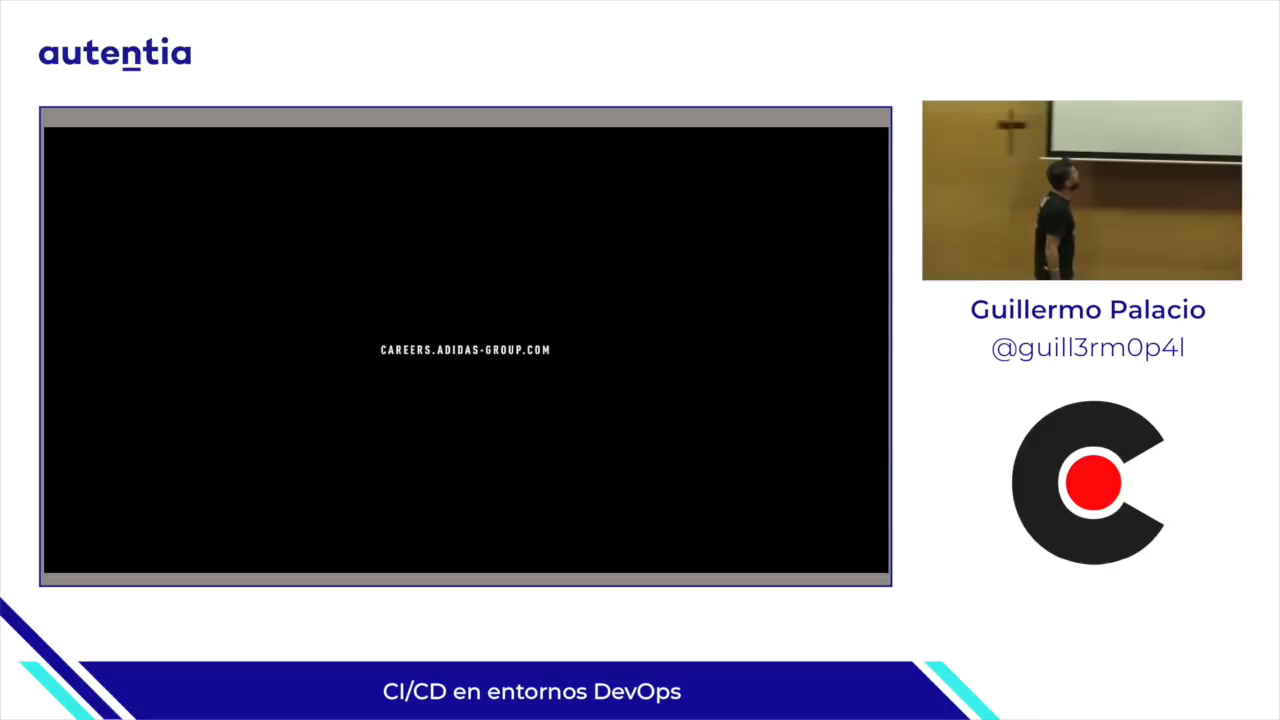 autentia
CAREERS.ADIDAS-GROUP.COM
Guillermo Palacio
@guill3rm0p4l
CI/CD en entornos DevOps